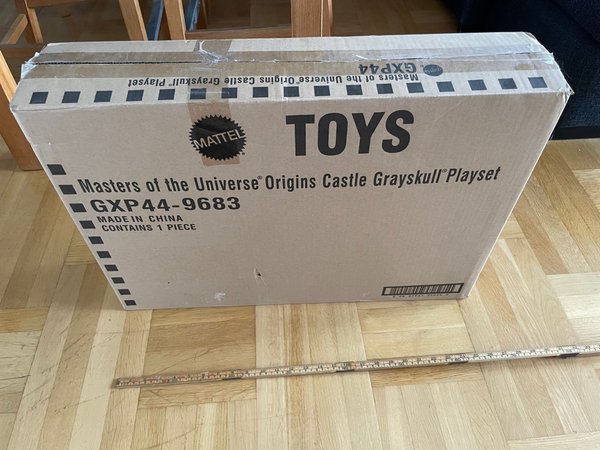 GXP44
Masters of the Universe® Origins Castle Grayskull® Playset
MATTEL
TOYS
Masters of the Universe® Origins Castle Grayskull® Playset
GXP44-9683
MADE IN CHINA
CONTAINS 1 PIECE